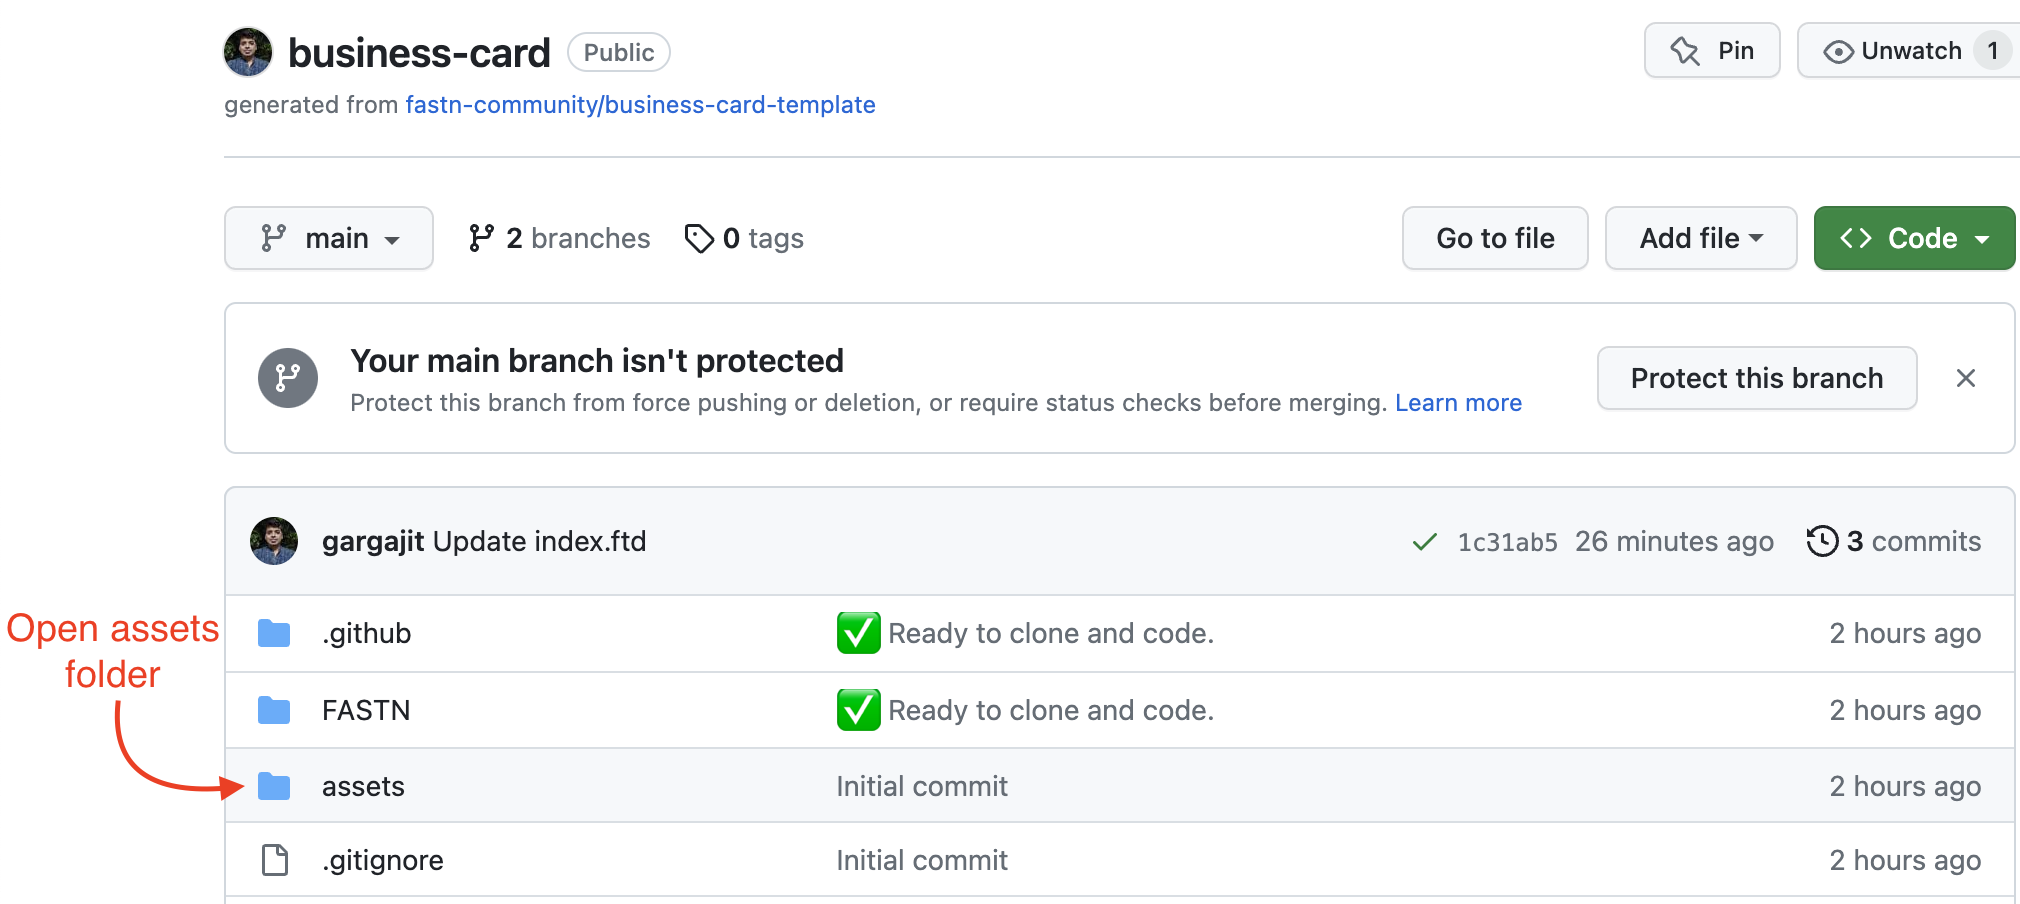 business-card Public Pin Unwatch 1
generated from fastn-community/business-card-template
main 2 branches 0 tags Go to file Add file Code
Your main branch isn't protected
Protect this branch from force pushing or deletion, or require status checks before merging. Learn more
Protect this branch
gargajit Update index.ftd 1c31ab5 26 minutes ago 3 commits
Open assets
folder
.github ✅ Ready to clone and code. 2 hours ago
FASTN ✅ Ready to clone and code. 2 hours ago
assets Initial commit 2 hours ago
.gitignore Initial commit 2 hours ago